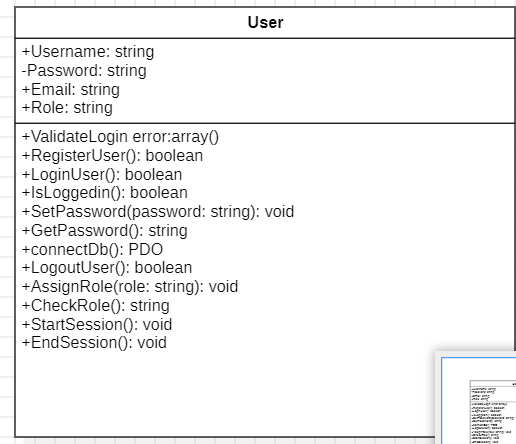 User
+Username: string
-Password: string
+Email: string
+Role: string
+ValidateLogin error:array()
+RegisterUser(): boolean
+LoginUser(): boolean
+IsLoggedin(): boolean
+SetPassword(password: string): void
+GetPassword(): string
+connectDb(): PDO
+LogoutUser(): boolean
+AssignRole(role: string): void
+CheckRole(): string
+StartSession(): void
+EndSession(): void